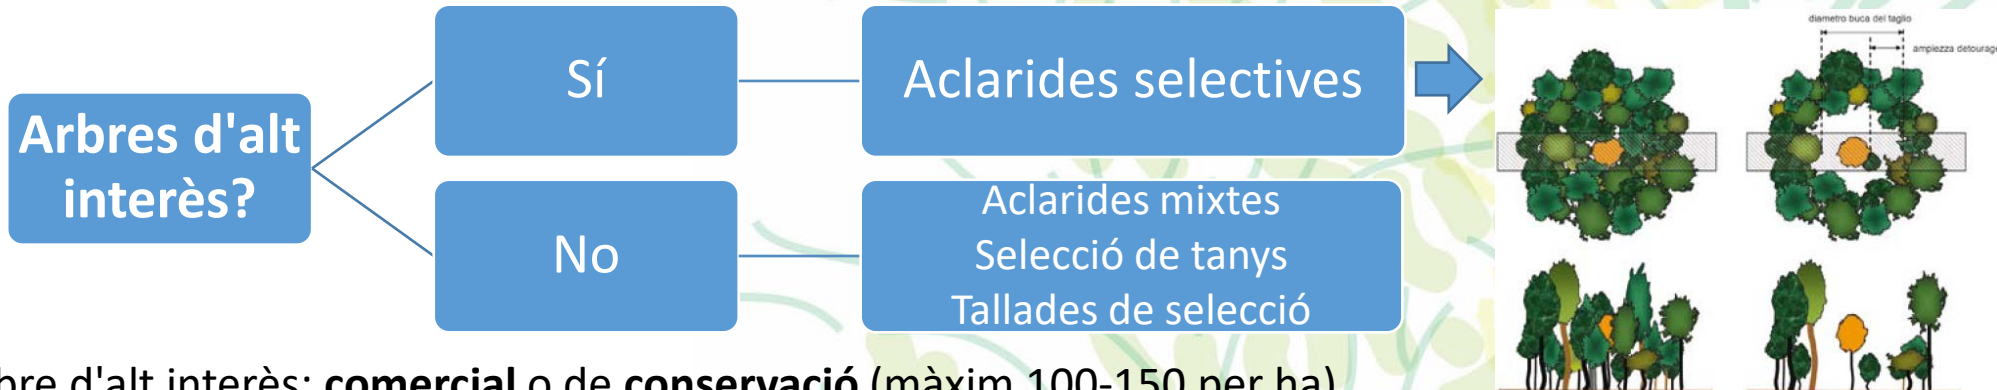 Arbres d'alt
interès?
Sí
Aclarides selectives
No
Aclarides mixtes
Selecció de tanys
Tallades de selecció
diametro buca del taglio
ampiezza detourage
d'alt interès: comercial o de conservació (màxim 100-150 per ha)